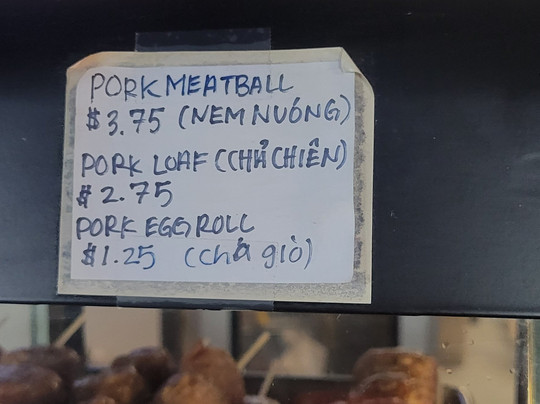 PORK MEATBALL
$3.75 (NEM NUÓNG)
PORK LOAF (CHẢ CHIÊN)
$2.75
PORK EGG ROLL
$1.25 (chả giò)